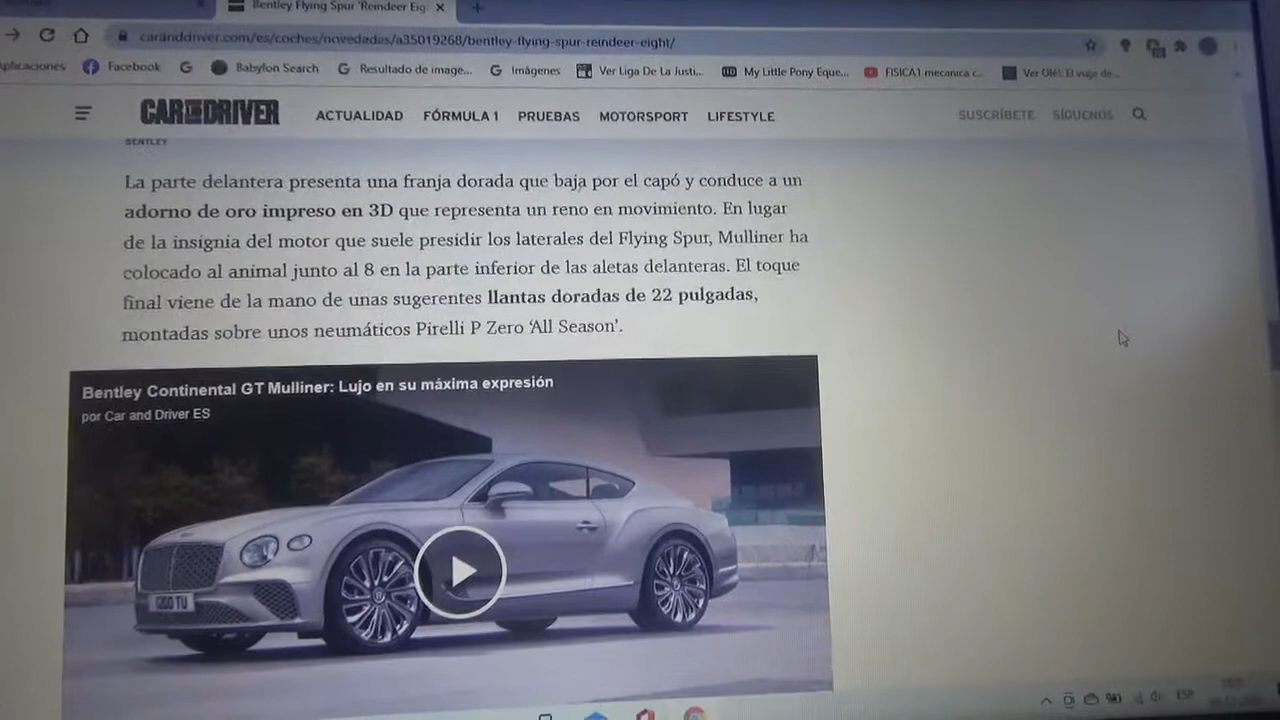 Bentley Flying Spur 'Reindeer Eig
caranddriver.com/es/coches/novedades/a35019268/bentley-flying-spur-reindeer-eight/
Aplicaciones Facebook Babylon Search Resultado de image... Imágenes Ver Liga De La Justi... My Little Pony Eque... FISICA1 mecanica c... Ver Olé!: El viaje de...
CAR AND DRIVER ACTUALIDAD FÓRMULA 1 PRUEBAS MOTORSPORT LIFESTYLE SUSCRÍBETE SÍGUENOS
BENTLEY
La parte delantera presenta una franja dorada que baja por el capó y conduce a un
adorno de oro impreso en 3D que representa un reno en movimiento. En lugar
de la insignia del motor que suele presidir los laterales del Flying Spur, Mulliner ha
colocado al animal junto al 8 en la parte inferior de las aletas delanteras. El toque
final viene de la mano de unas sugerentes llantas doradas de 22 pulgadas,
montadas sobre unos neumáticos Pirelli P Zero ‘All Season’.
Bentley Continental GT Mulliner: Lujo en su máxima expresión
por Car and Driver ES
ESP